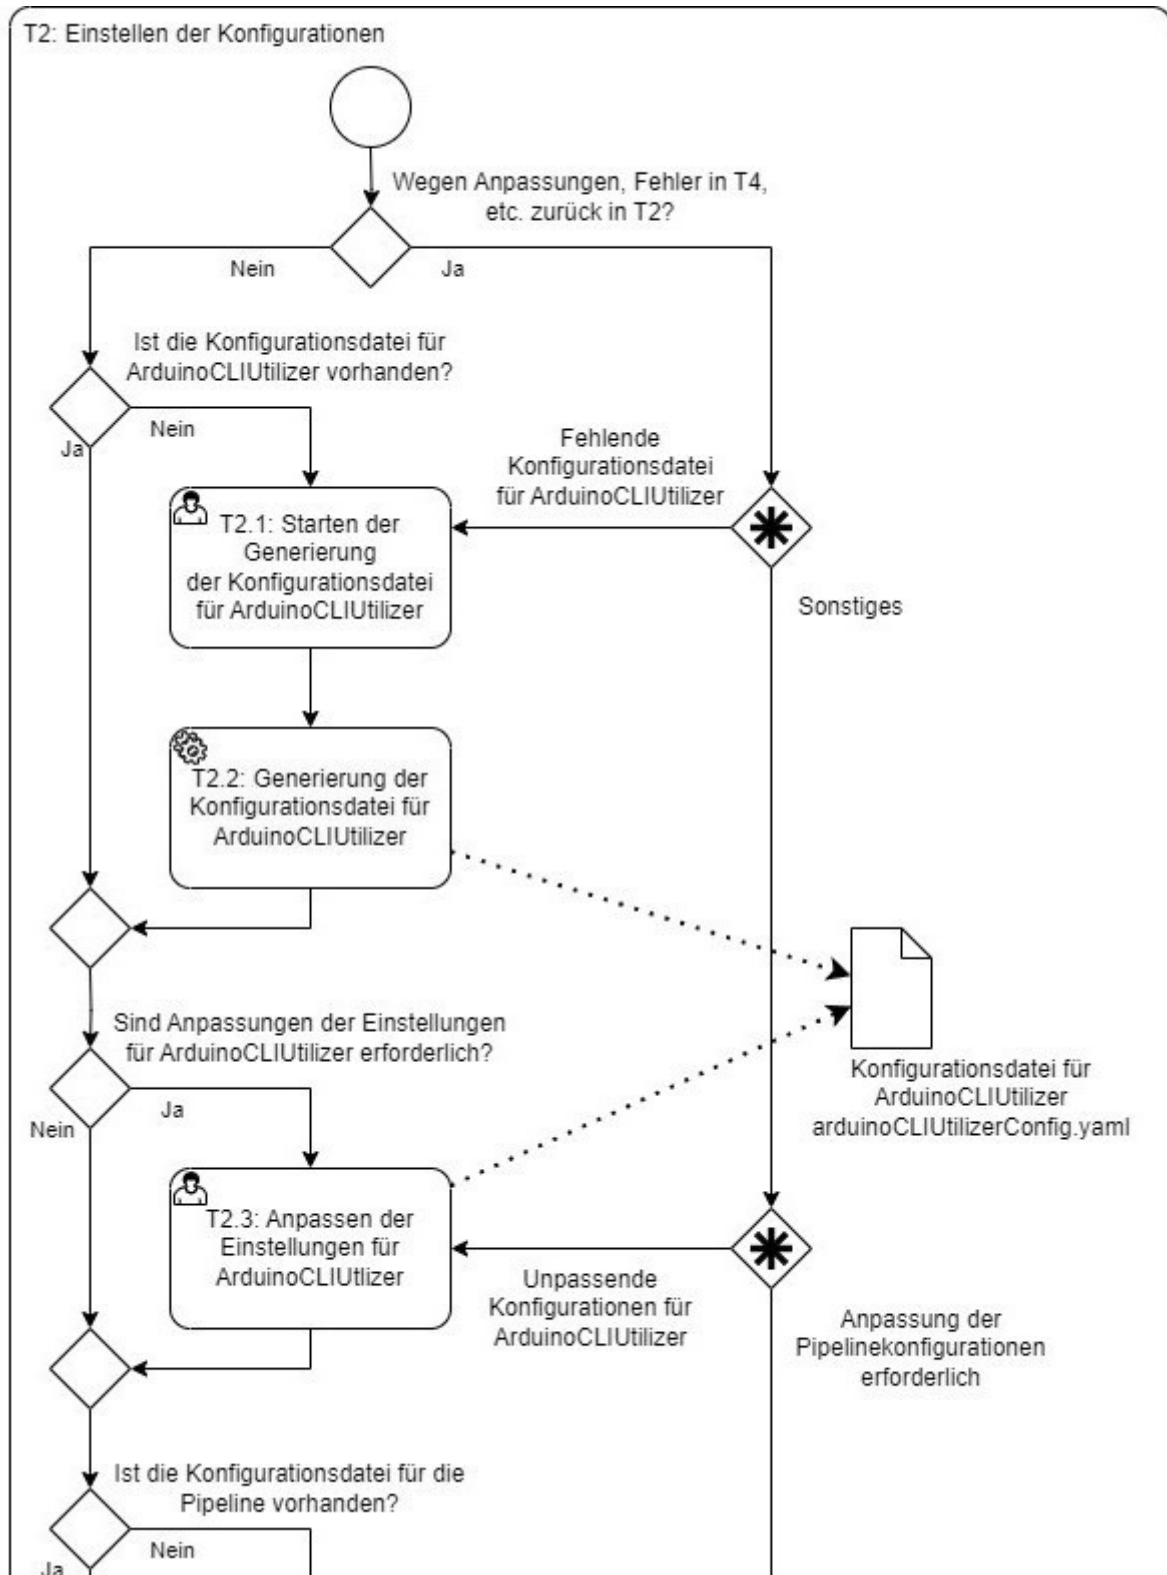 T2: Einstellen der Konfigurationen
Wegen Anpassungen, Fehler in T4,
etc. zurück in T2?
Nein
Ja
Ist die Konfigurationsdatei für
ArduinoCLIUtilizer vorhanden?
Nein
Ja
Fehlende
Konfigurationsdatei
für ArduinoCLIUtilizer
T2.1: Starten der
Generierung
der Konfigurationsdatei
für ArduinoCLIUtilizer
Sonstiges
T2.2: Generierung der
Konfigurationsdatei für
ArduinoCLIUtilizer
Sind Anpassungen der Einstellungen
für ArduinoCLIUtilizer erforderlich?
Konfigurationsdatei für
ArduinoCLIUtilizer
arduinoCLIUtilizerConfig.yaml
Ja
Nein
T2.3: Anpassen der
Einstellungen für
ArduinoCLIUtlizer
Unpassende
Konfigurationen für
ArduinoCLIUtilizer
Anpassung der
Pipelinekonfigurationen
erforderlich
Ist die Konfigurationsdatei für die
Pipeline vorhanden?
Nein
Ja